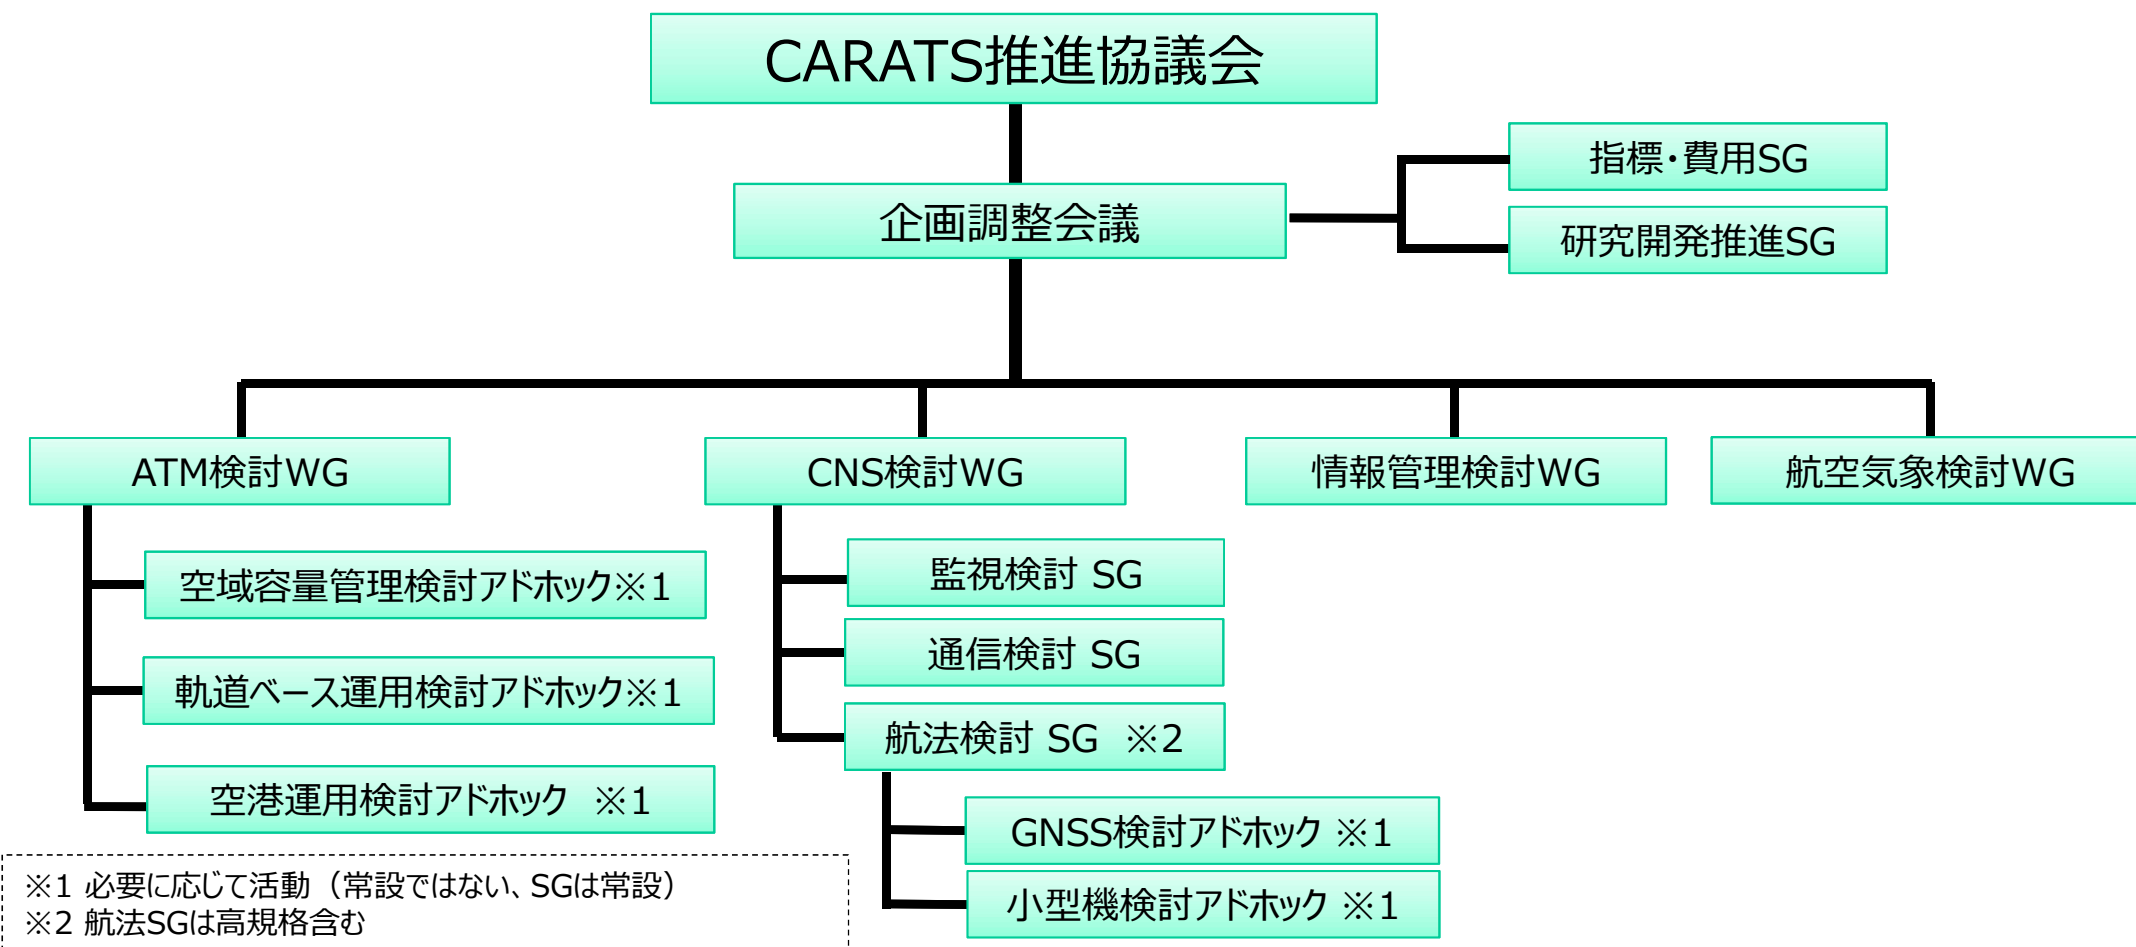 CARATS推進協議会
企画調整会議
指標・費用SG
研究開発推進SG
ATM検討WG
CNS検討WG
情報管理検討WG
航空気象検討WG
空域容量管理検討アドホック※1
軌道ベース運用検討アドホック※1
空港運用検討アドホック ※1
監視検討 SG
通信検討 SG
航法検討 SG ※2
GNSS検討アドホック ※1
小型機検討アドホック ※1
※1 必要に応じて活動（常設ではない、SGは常設）
※2 航法SGは高規格含む